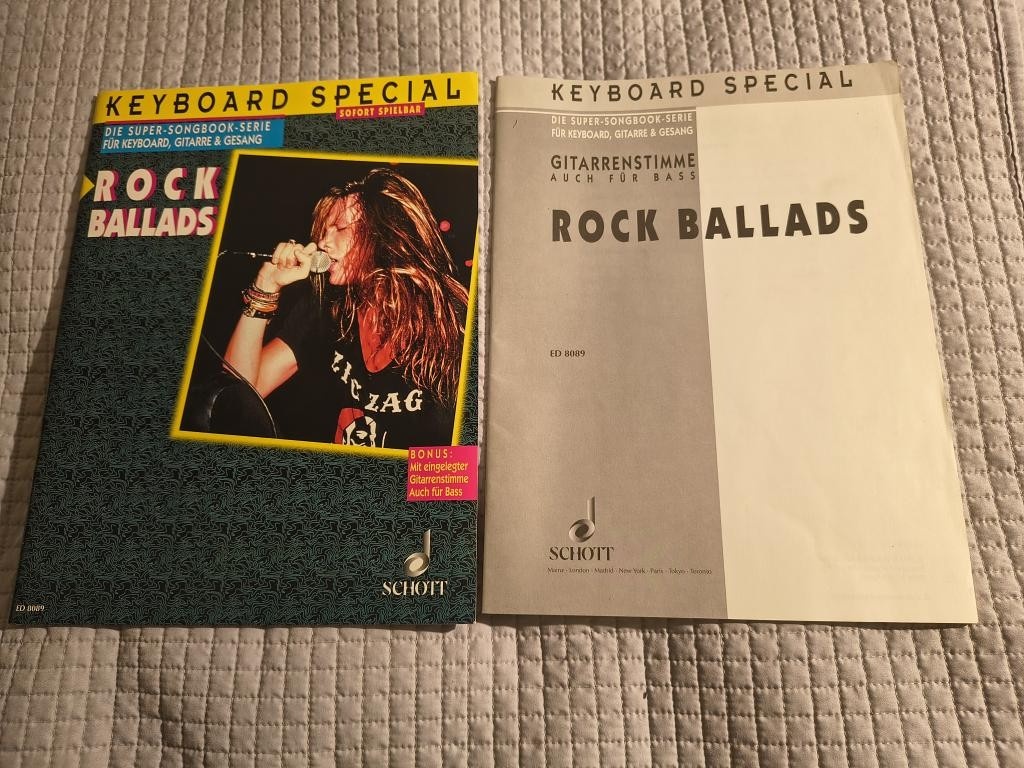 KEYBOARD SPECIAL
SOFORT SPIELBAR
DIE SUPER-SONGBOOK-SERIE
FÜR KEYBOARD, GITARRE & GESANG
ROCK
BALLADS
ZIG ZAG
BONUS:
Mit eingelegter
Gitarrenstimme
Auch für Bass
SCHOTT
ED 8089
KEYBOARD SPECIAL
DIE SUPER-SONGBOOK-SERIE
FÜR KEYBOARD, GITARRE & GESANG
GITARRENSTIMME
AUCH FÜR BASS
ROCK BALLADS
ED 8089
SCHOTT
Mainz · London · Madrid · New York · Paris · Tokyo · Toronto